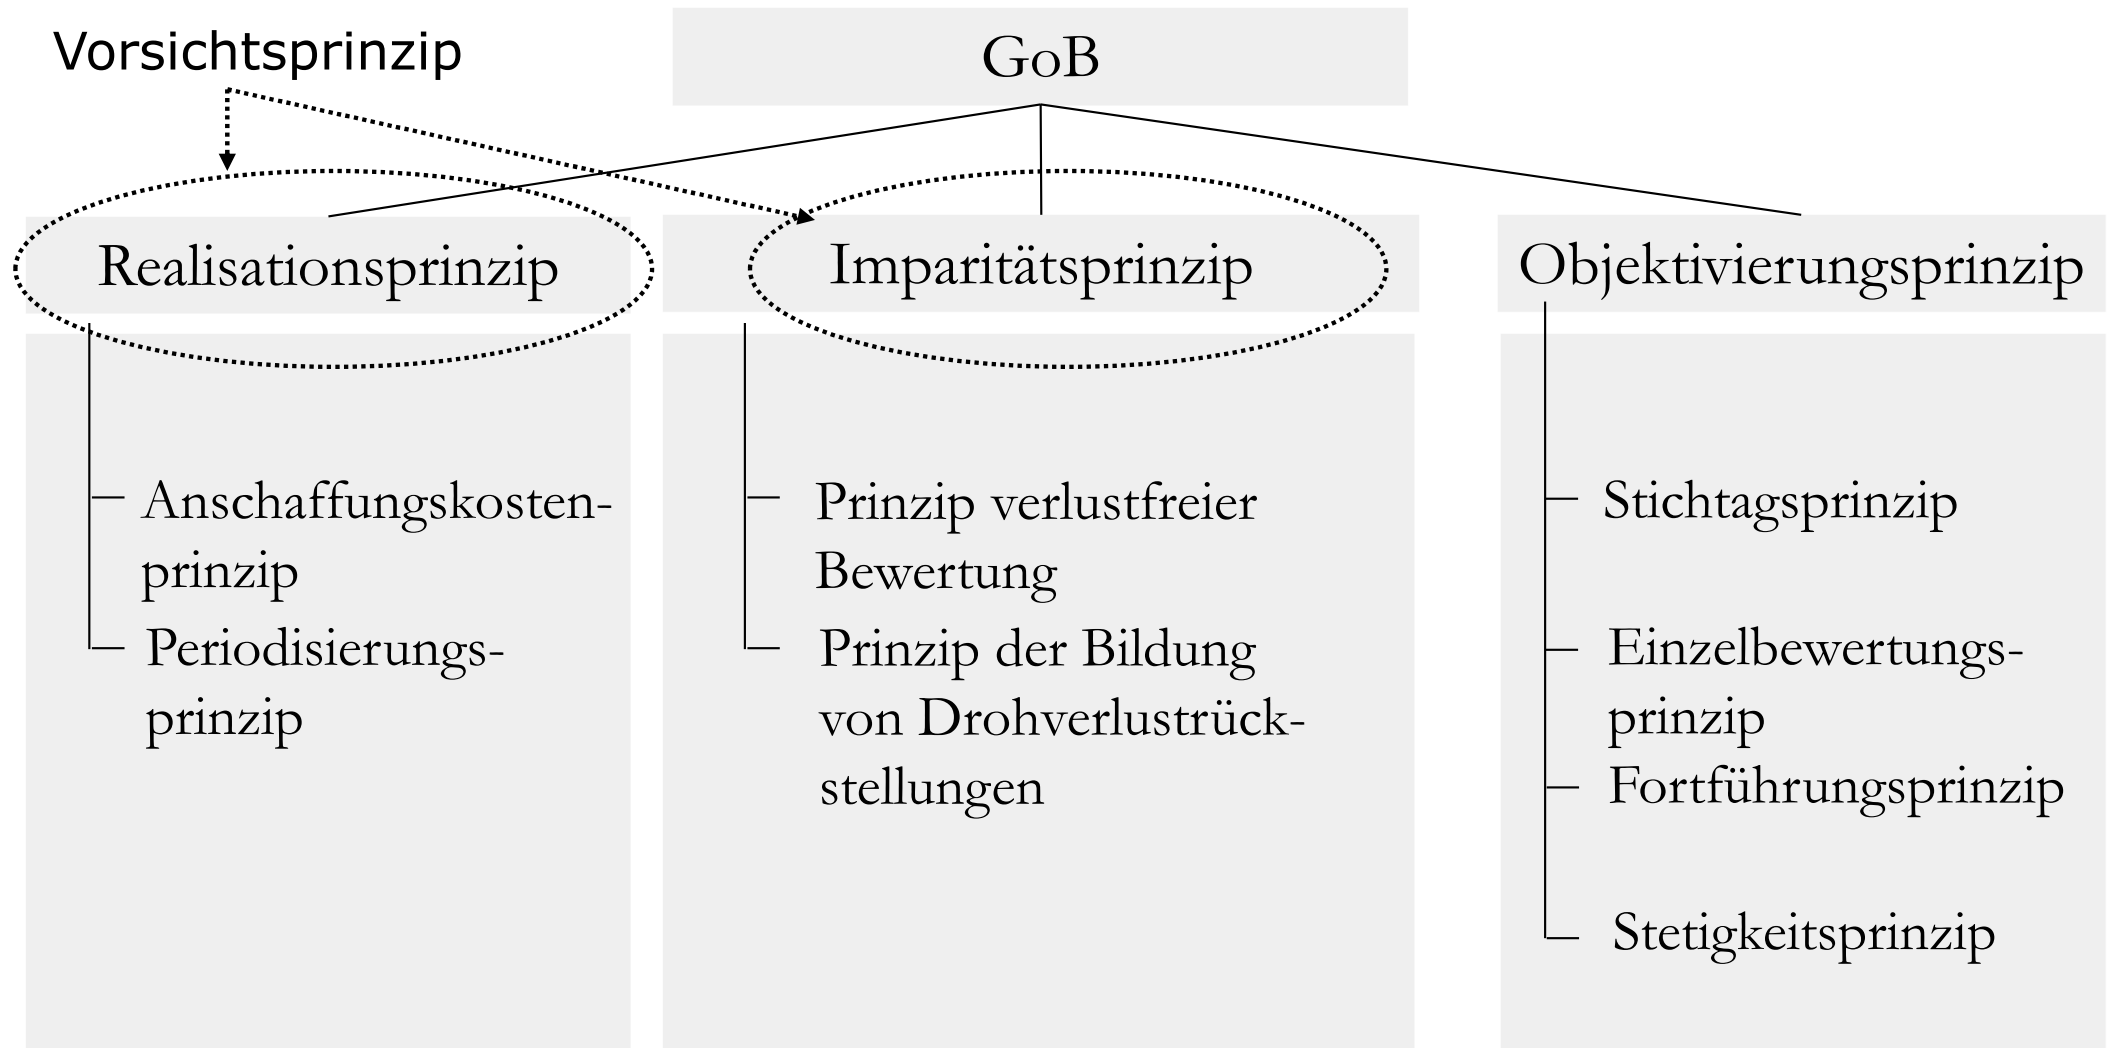 Vorsichtsprinzip
GoB
Realisationsprinzip
Imparitätsprinzip
Objektivierungsprinzip
Anschaffungskosten-
prinzip
Periodisierungs-
prinzip
Prinzip verlustfreier
Bewertung
Prinzip der Bildung
von Drohverlustrück-
stellungen
Stichtagsprinzip
Einzelbewertungs-
prinzip
Fortführungsprinzip
Stetigkeitsprinzip